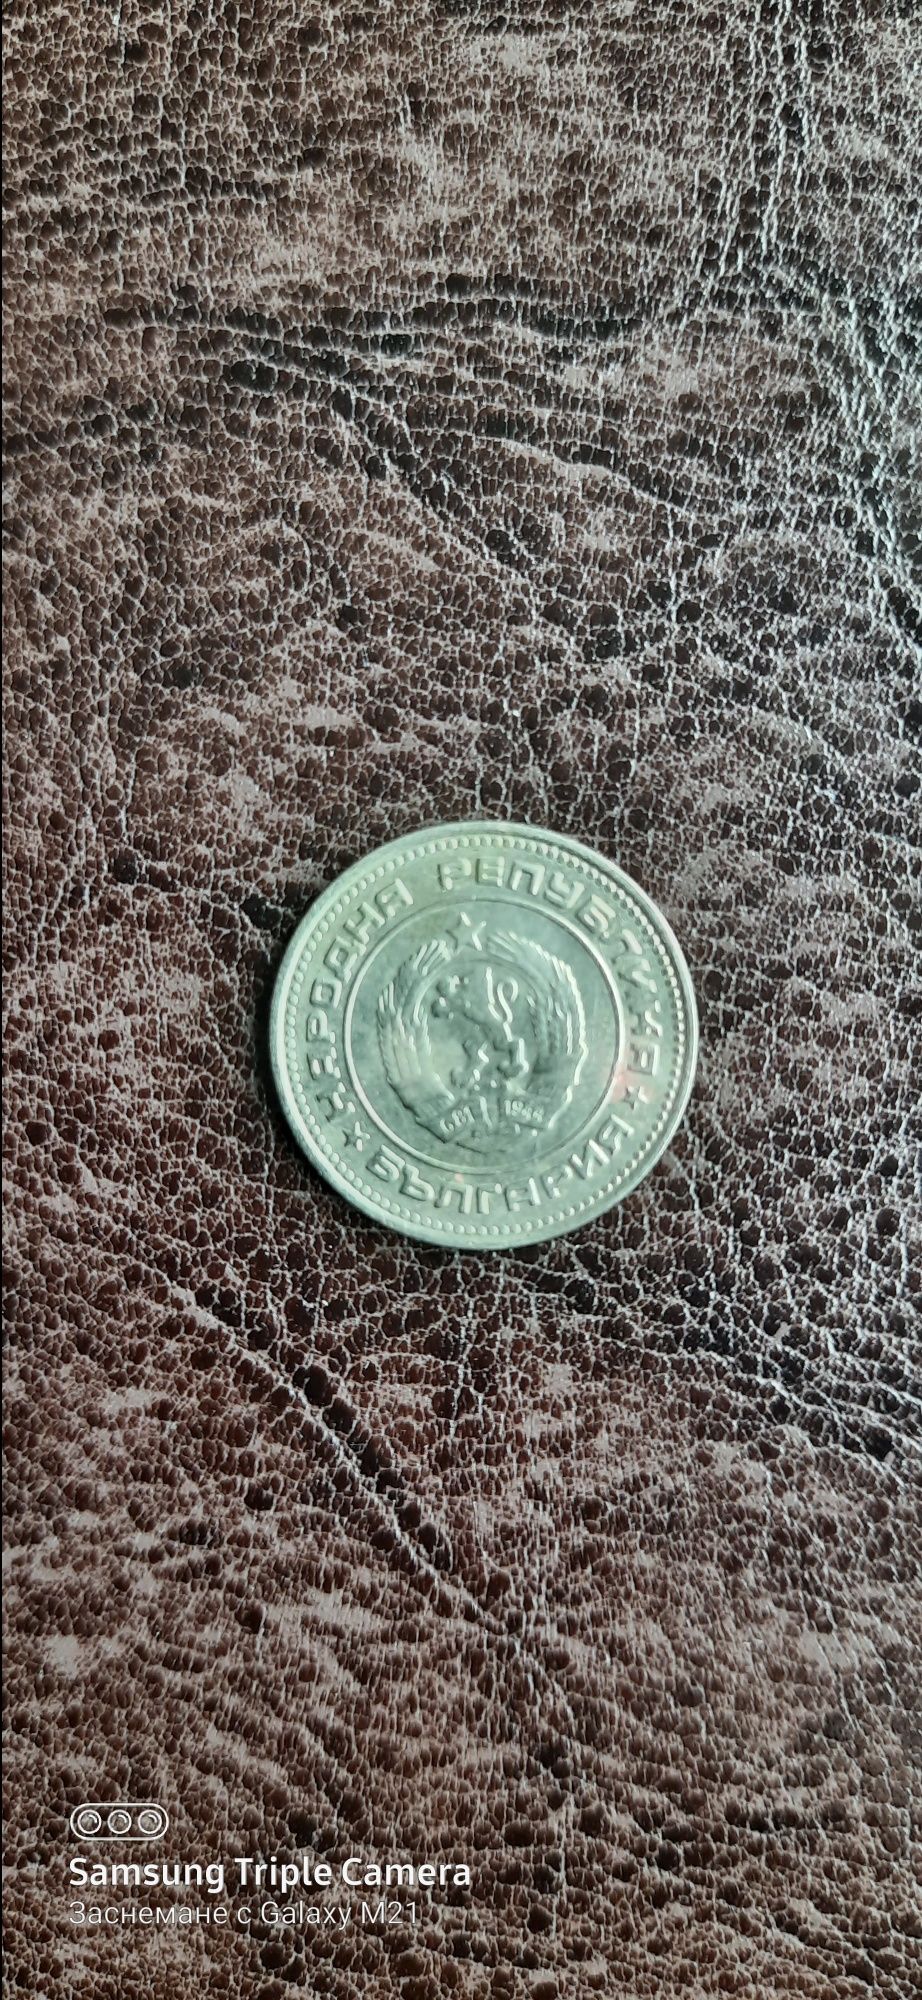 НАРОДНА РЕПУБЛИКА
681 1944
БЪЛГАРИЯ
Samsung Triple Camera
Заснемане с Galaxy M21